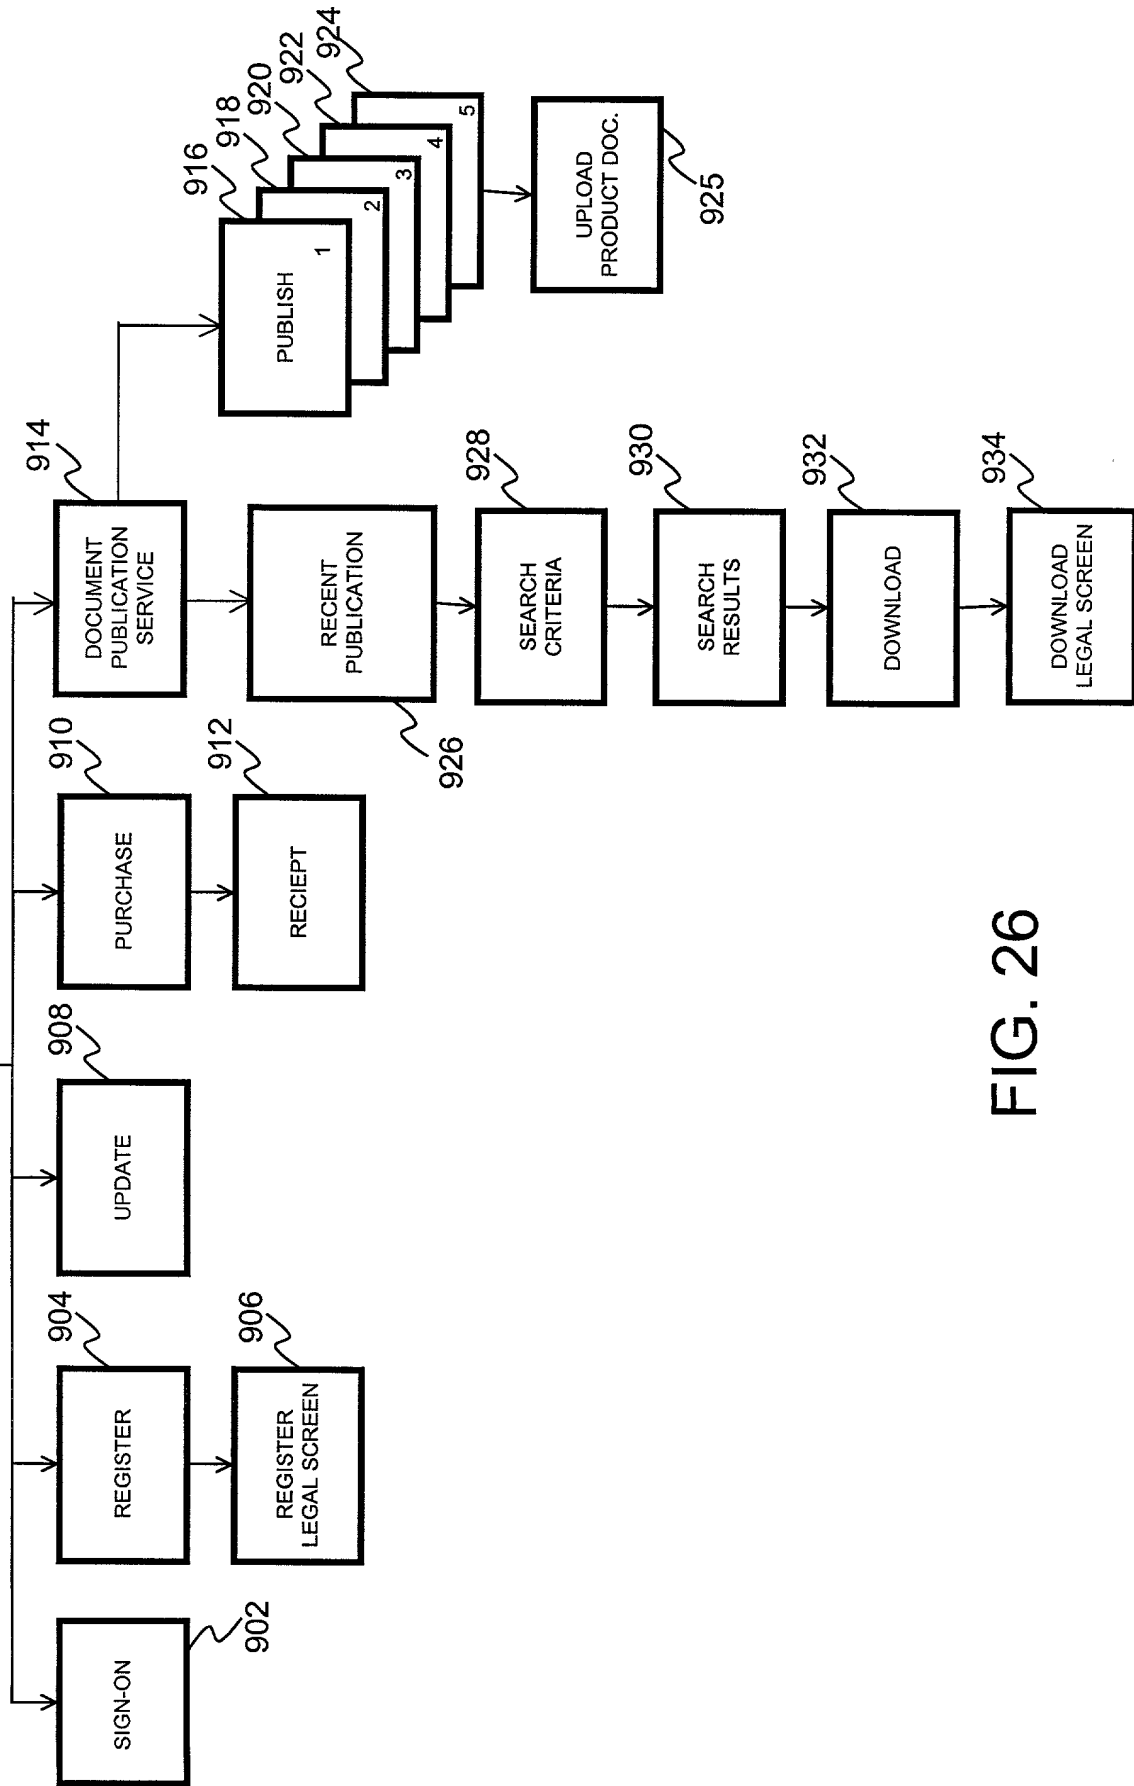 SIGN-ON
902
REGISTER
904
REGISTER
LEGAL SCREEN
906
UPDATE
908
PURCHASE
910
RECIEPT
912
DOCUMENT
PUBLICATION
SERVICE
914
PUBLISH
1
2
3
4
5
916
918
920
922
924
UPLOAD
PRODUCT DOC.
925
RECENT
PUBLICATION
926
SEARCH
CRITERIA
928
SEARCH
RESULTS
930
DOWNLOAD
932
DOWNLOAD
LEGAL SCREEN
934
FIG. 26